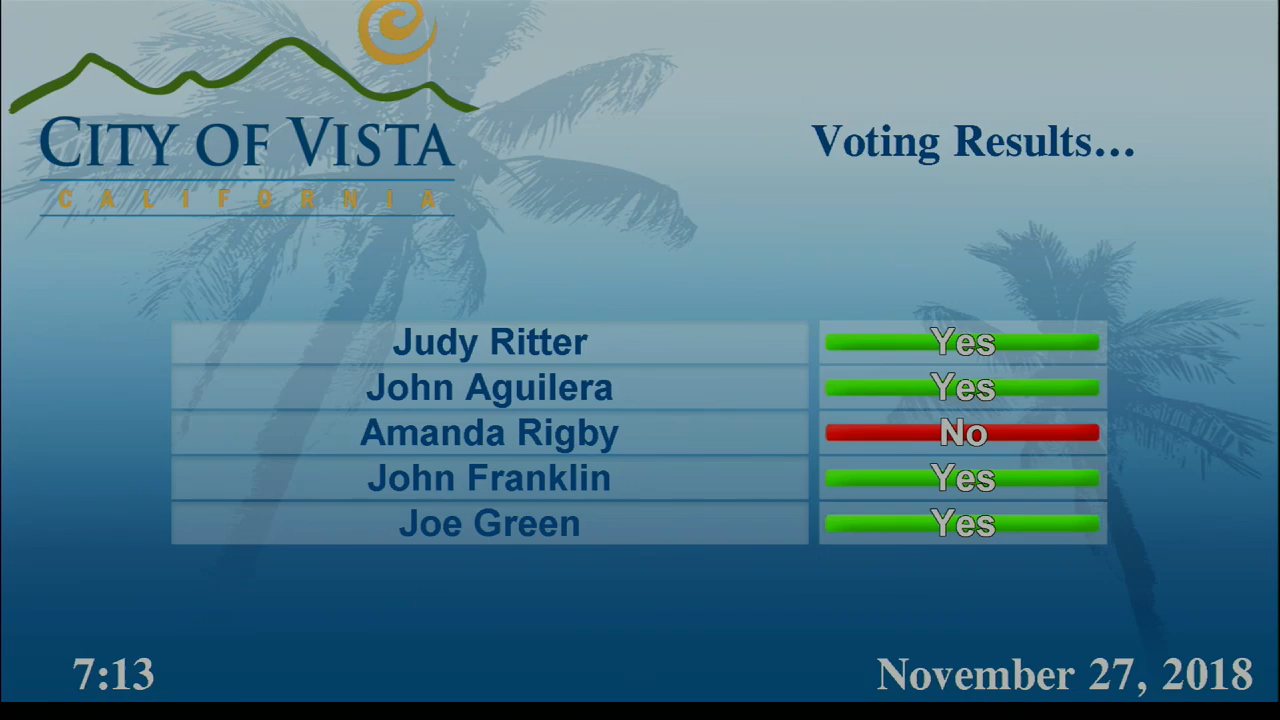 CITY OF VISTA
CALIFORNIA
Voting Results...
Judy Ritter Yes
John Aguilera Yes
Amanda Rigby No
John Franklin Yes
Joe Green Yes
7:13 November 27, 2018